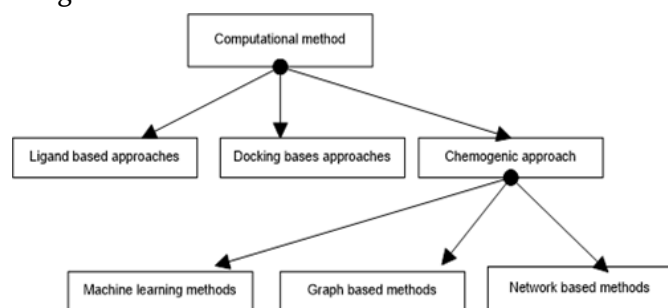 Computational method
Ligand based approaches
Docking bases approaches
Chemogenic approach
Machine learning methods
Graph based methods
Network based methods